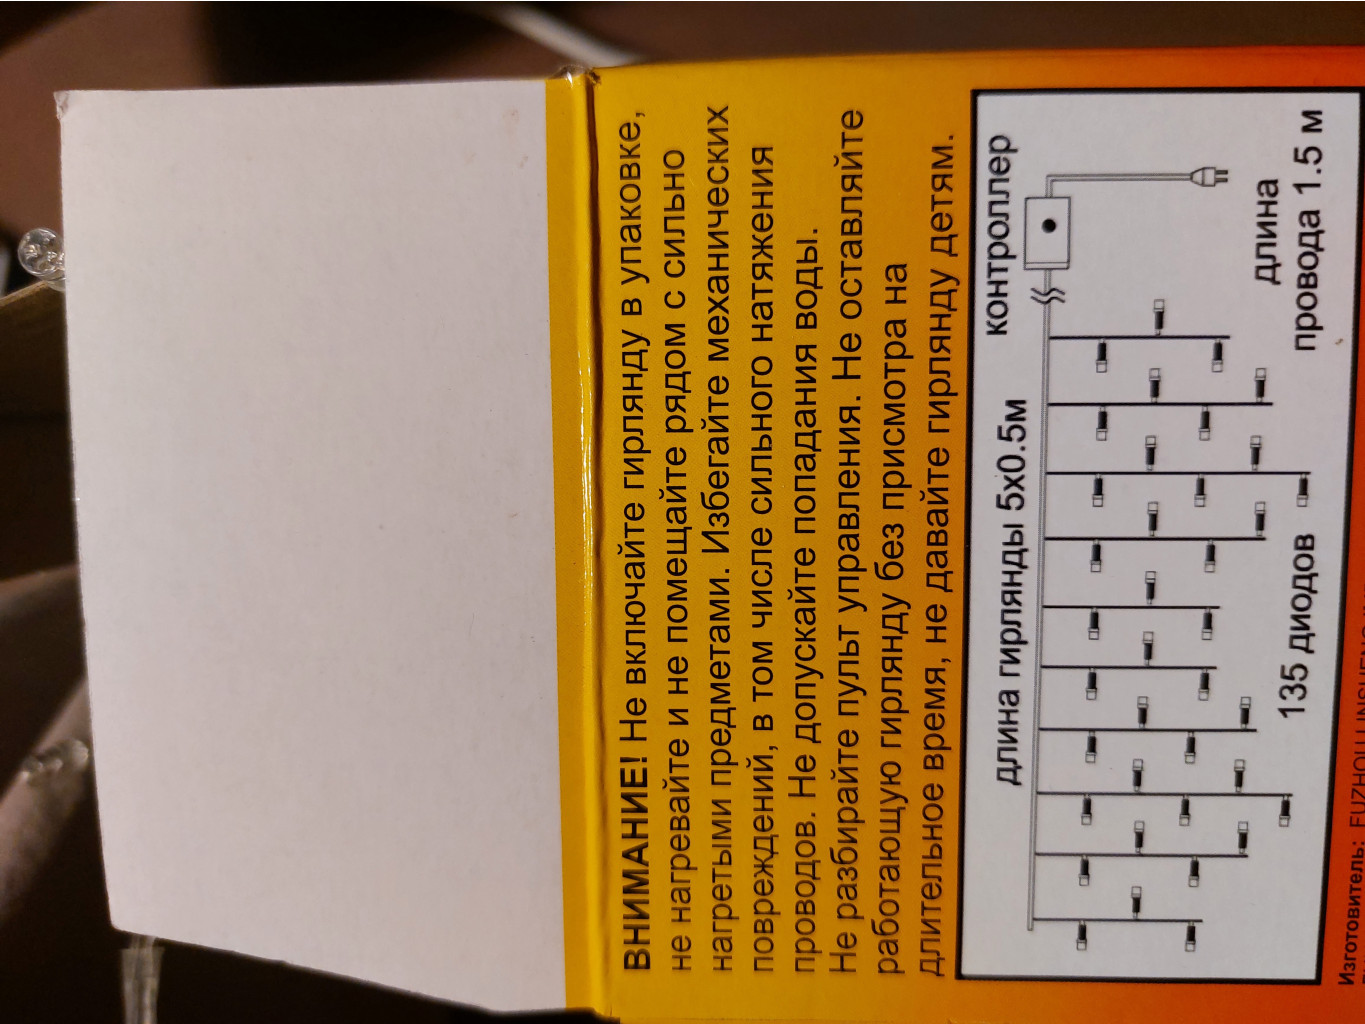 ВНИМАНИЕ! Не включайте гирлянду в упаковке,
не нагревайте и не помещайте рядом с сильно
нагретыми предметами. Избегайте механических
повреждений, в том числе сильного натяжения
проводов. Не допускайте попадания воды.
Не разбирайте пульт управления. Не оставляйте
работающую гирлянду без присмотра на
длительное время, не давайте гирлянду детям.
длина гирлянды 5х0.5м
контроллер
135 диодов
длина
провода 1.5 м
Изготовитель: FUZHOU